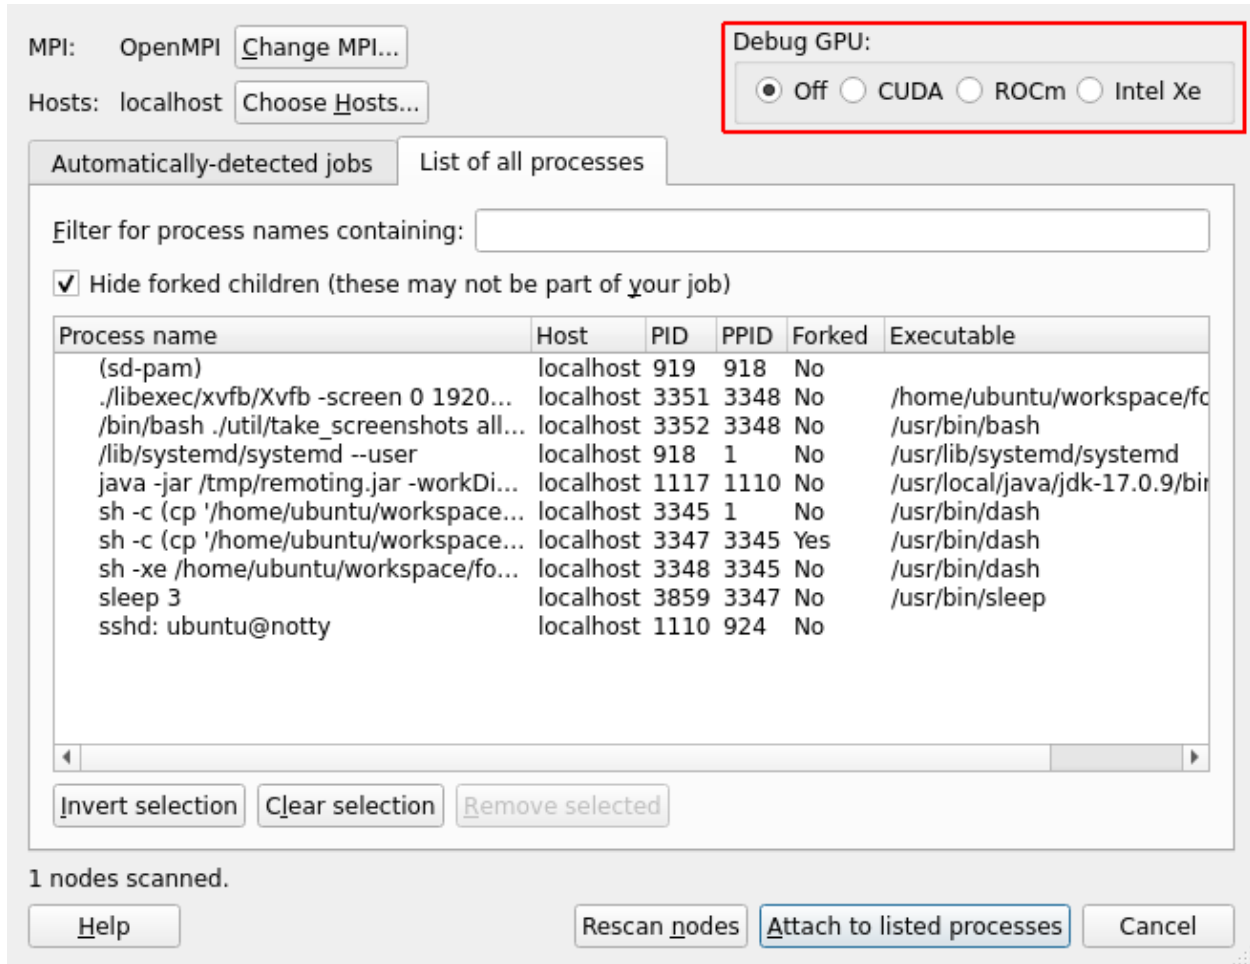 MPI: OpenMPI Change MPI... Debug GPU:
Off CUDA ROCm Intel Xe
Hosts: localhost Choose Hosts...
Automatically-detected jobs List of all processes
Filter for process names containing:
Hide forked children (these may not be part of your job)
Process name Host PID PPID Forked Executable
(sd-pam) localhost 919 918 No
./libexec/xvfb/Xvfb -screen 0 1920... localhost 3351 3348 No /home/ubuntu/workspace/fo
/bin/bash ./util/take_screenshots all... localhost 3352 3348 No /usr/bin/bash
/lib/systemd/systemd --user localhost 918 1 No /usr/lib/systemd/systemd
java -jar /tmp/remoting.jar -workDi... localhost 1117 1110 No /usr/local/java/jdk-17.0.9/bin
sh -c (cp '/home/ubuntu/workspace... localhost 3345 1 No /usr/bin/dash
sh -c (cp '/home/ubuntu/workspace... localhost 3347 3345 Yes /usr/bin/dash
sh -xe /home/ubuntu/workspace/fo... localhost 3348 3345 No /usr/bin/dash
sleep 3 localhost 3859 3347 No /usr/bin/sleep
sshd: ubuntu@notty localhost 1110 924 No
Invert selection Clear selection Remove selected
1 nodes scanned.
Help Rescan nodes Attach to listed processes Cancel